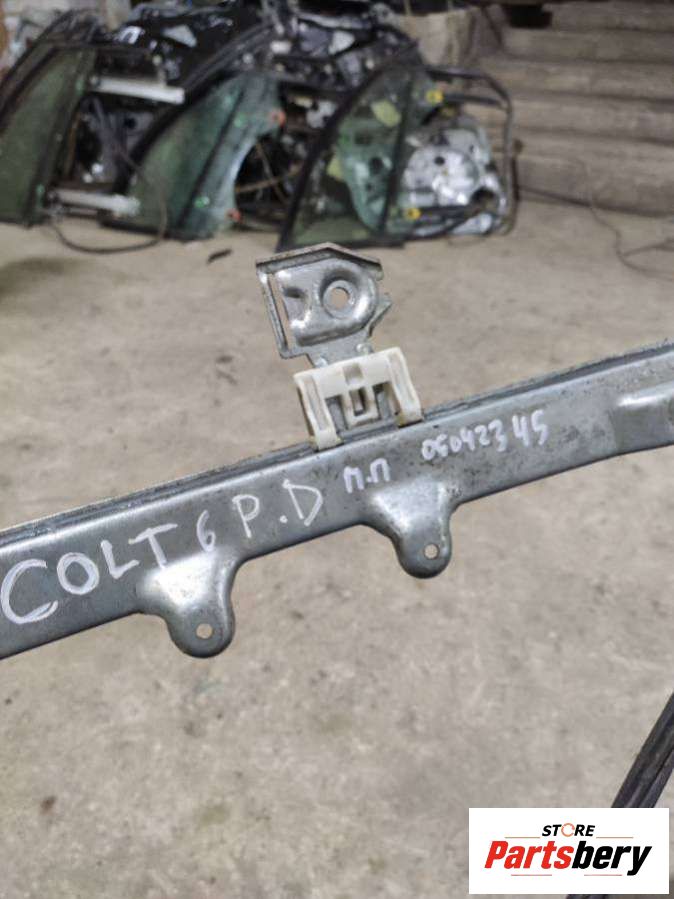 COLT 6 P.D П.П 05042345
STORE
Partsbery